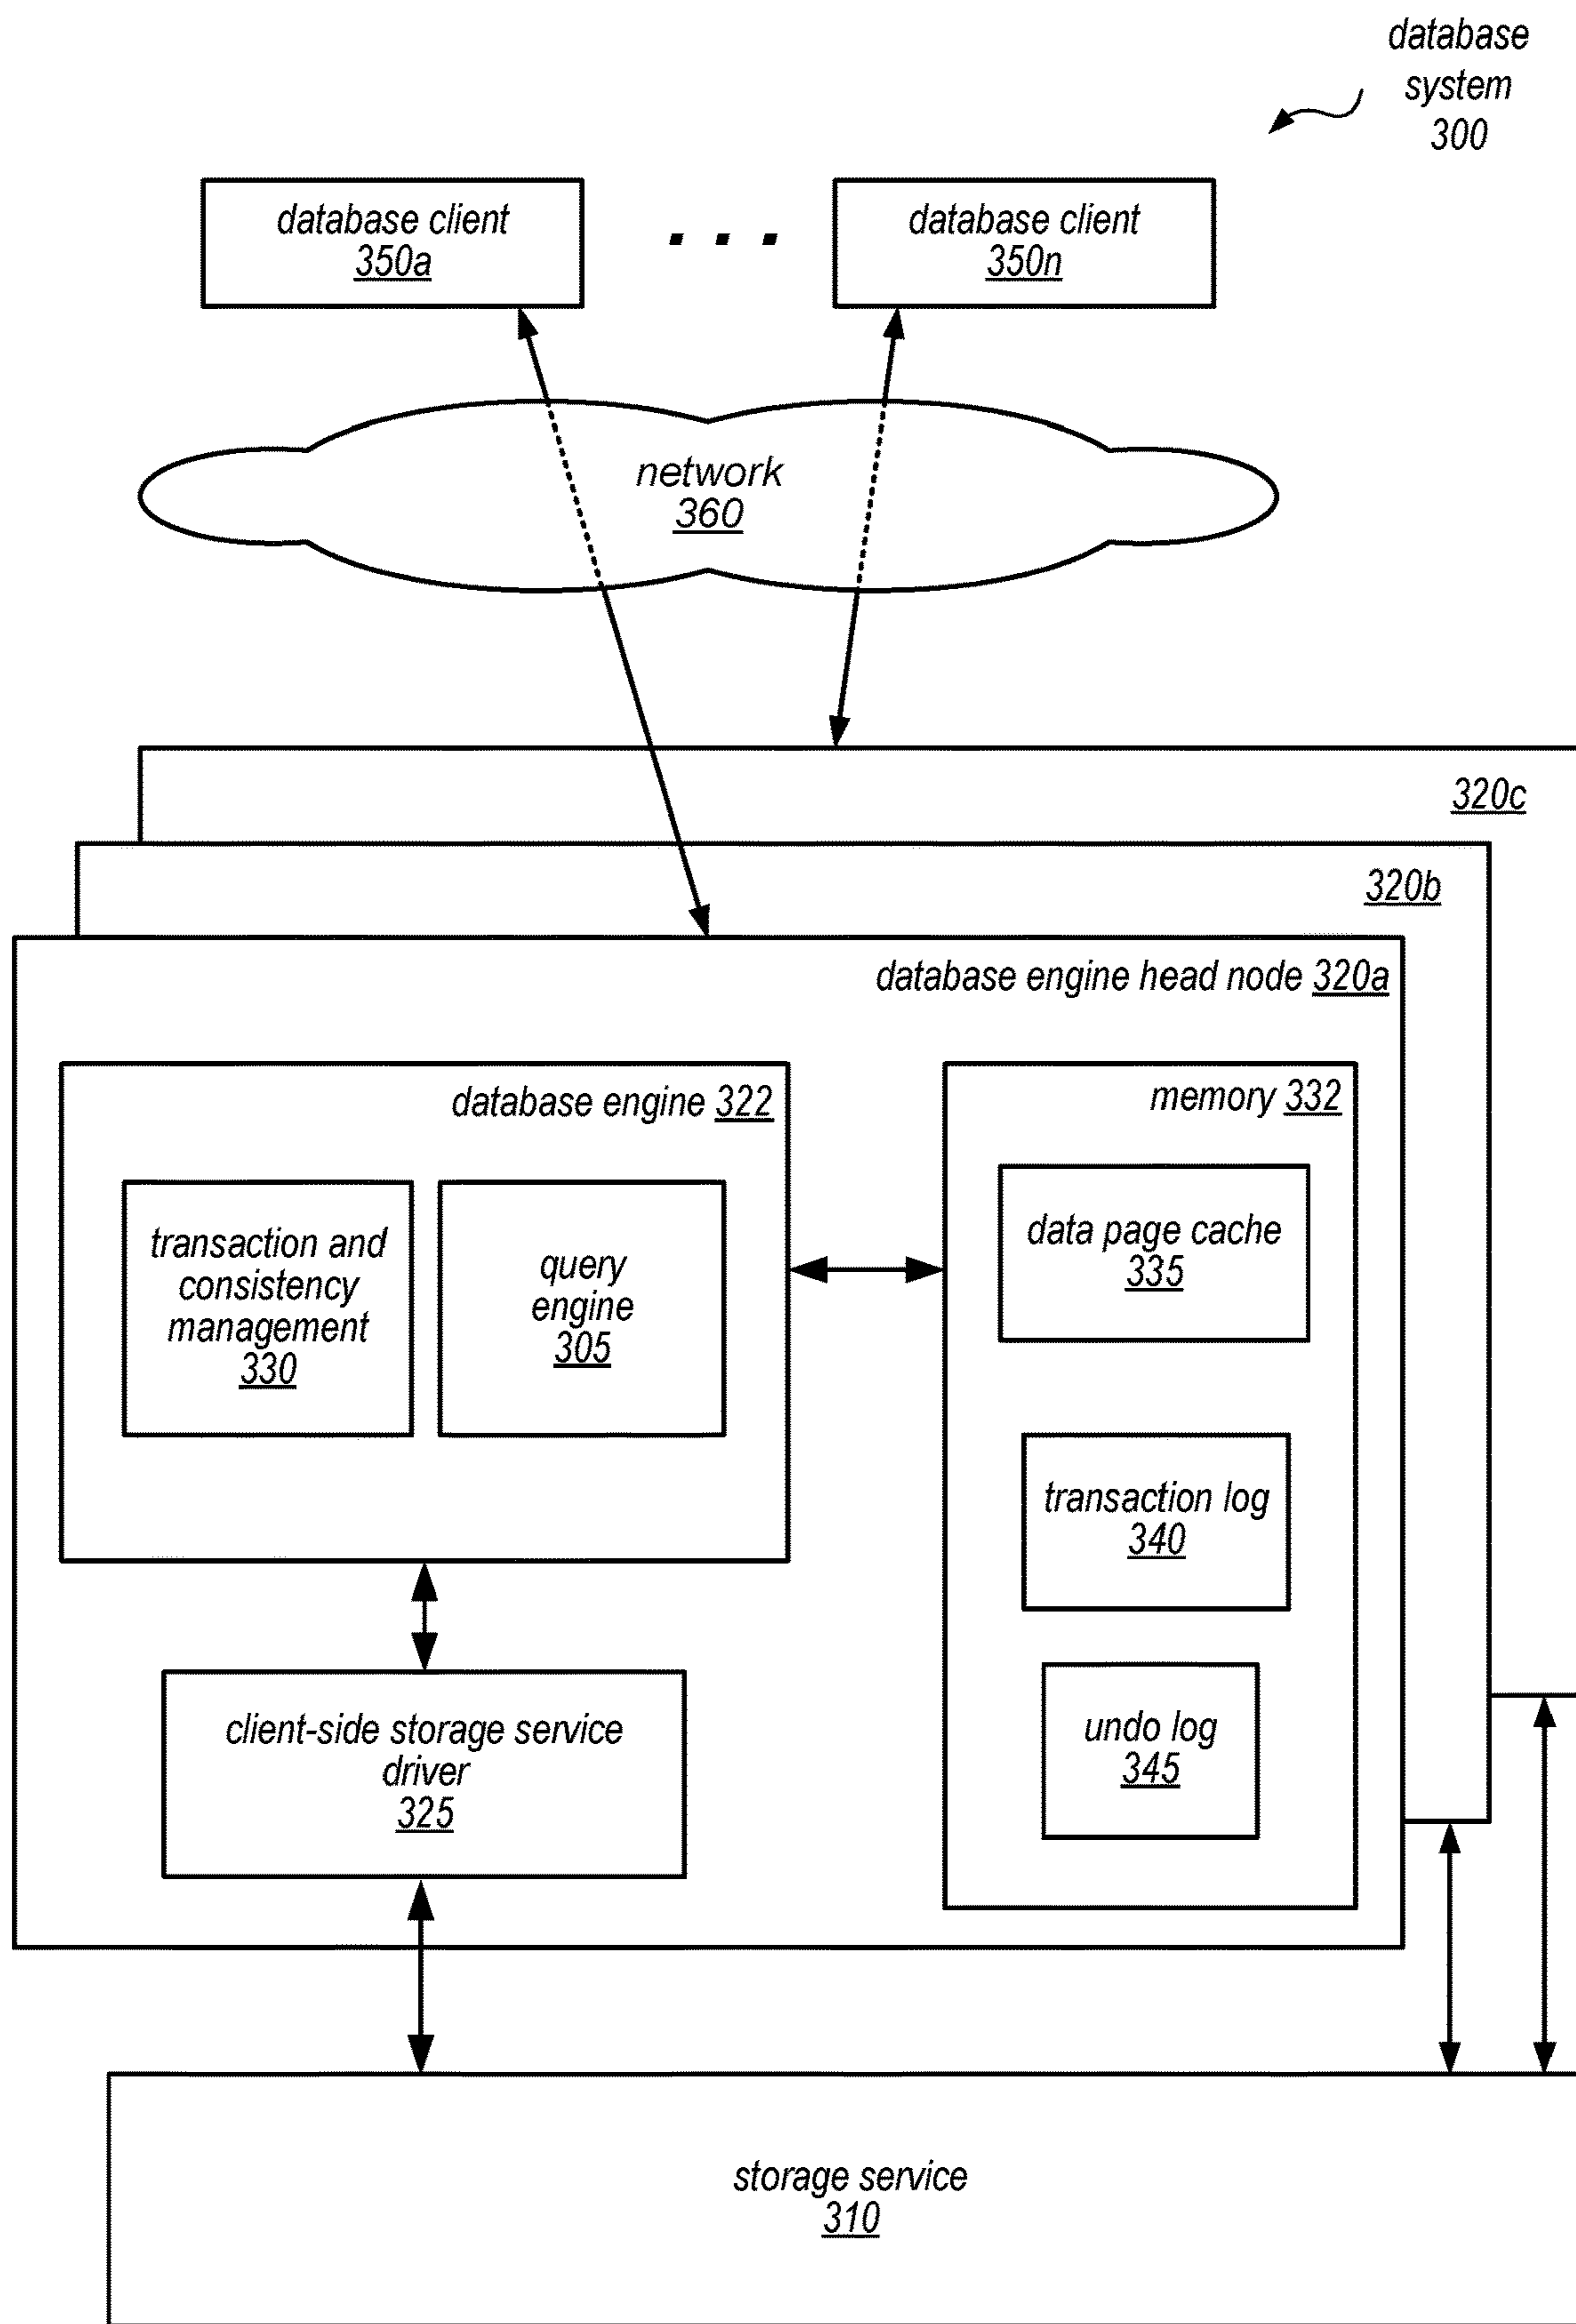 database
system
300
database client
350a
database client
350n
network
360
320c
320b
database engine head node 320a
database engine 322
memory 332
transaction and
consistency
management
330
query
engine
305
data page cache
335
transaction log
340
undo log
345
client-side storage service
driver
325
storage service
310